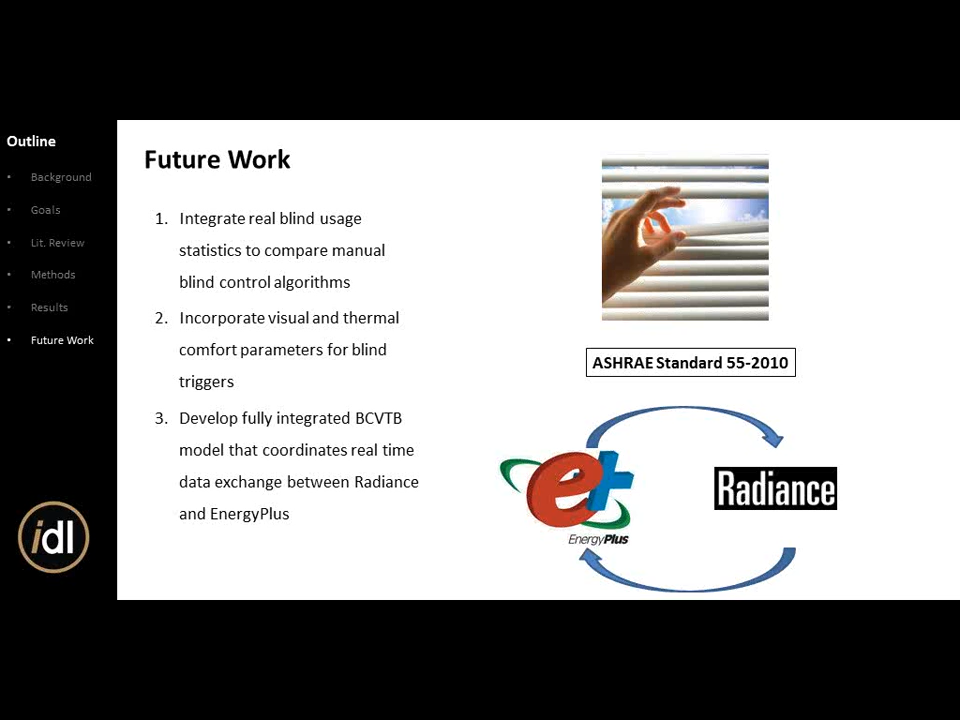 Outline
• Background
• Goals
• Lit. Review
• Methods
• Results
• Future Work
idl
Future Work
1. Integrate real blind usage
statistics to compare manual
blind control algorithms
2. Incorporate visual and thermal
comfort parameters for blind
triggers
3. Develop fully integrated BCVTB
model that coordinates real time
data exchange between Radiance
and EnergyPlus
ASHRAE Standard 55-2010
e+
EnergyPlus
Radiance